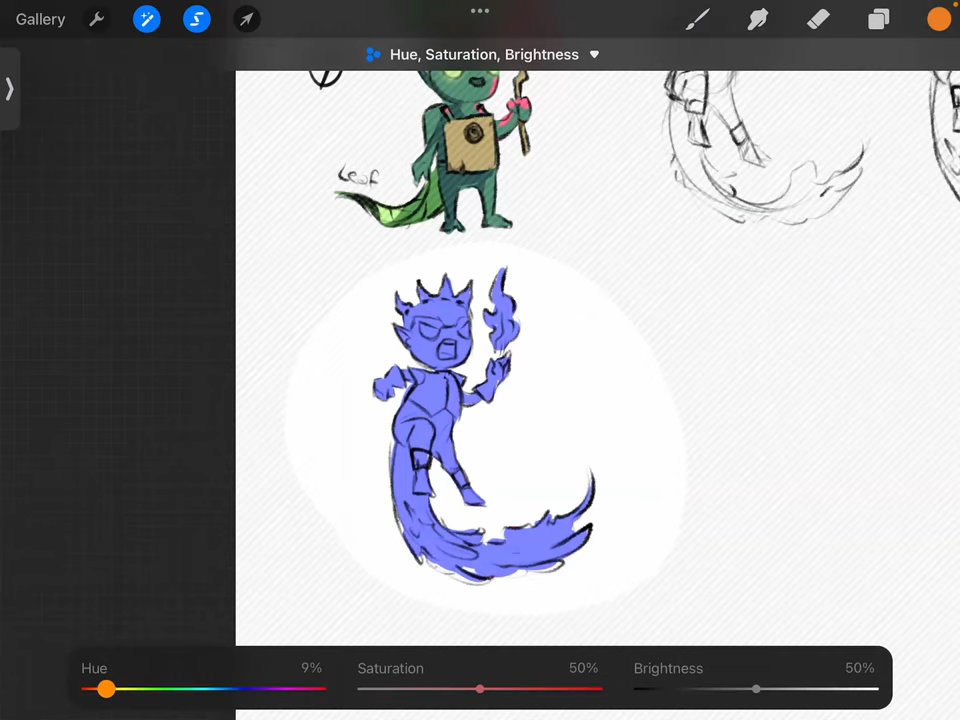 Gallery
Hue, Saturation, Brightness
Leaf
Hue 9% Saturation 50% Brightness 50%